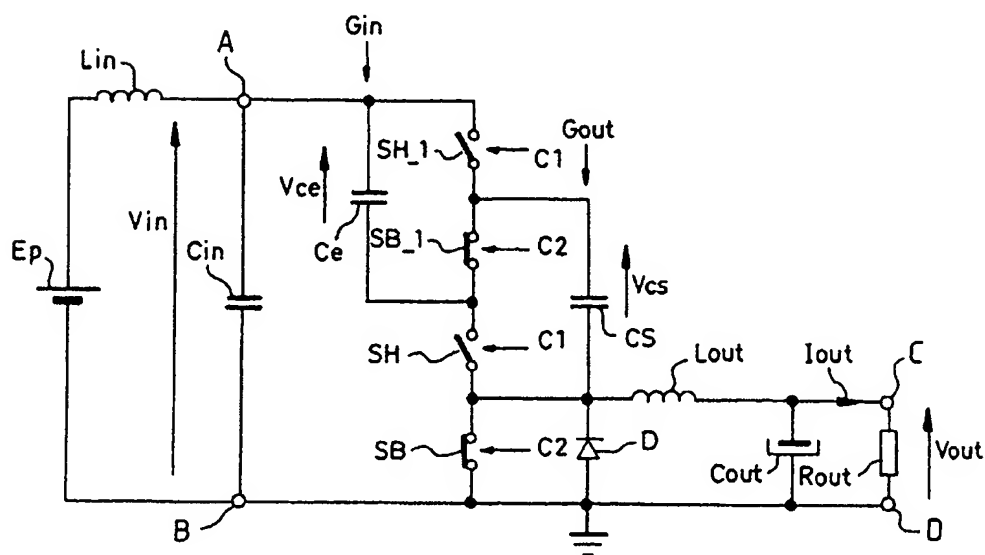 Gin
A
Lin
Gout
SH_1
C1
Vce
Vin
Ce
SB_1
C2
Ep
Cin
Vcs
SH
C1
CS
Lout
Iout
C
SB
C2
D
Cout
Rout
Vout
B
D